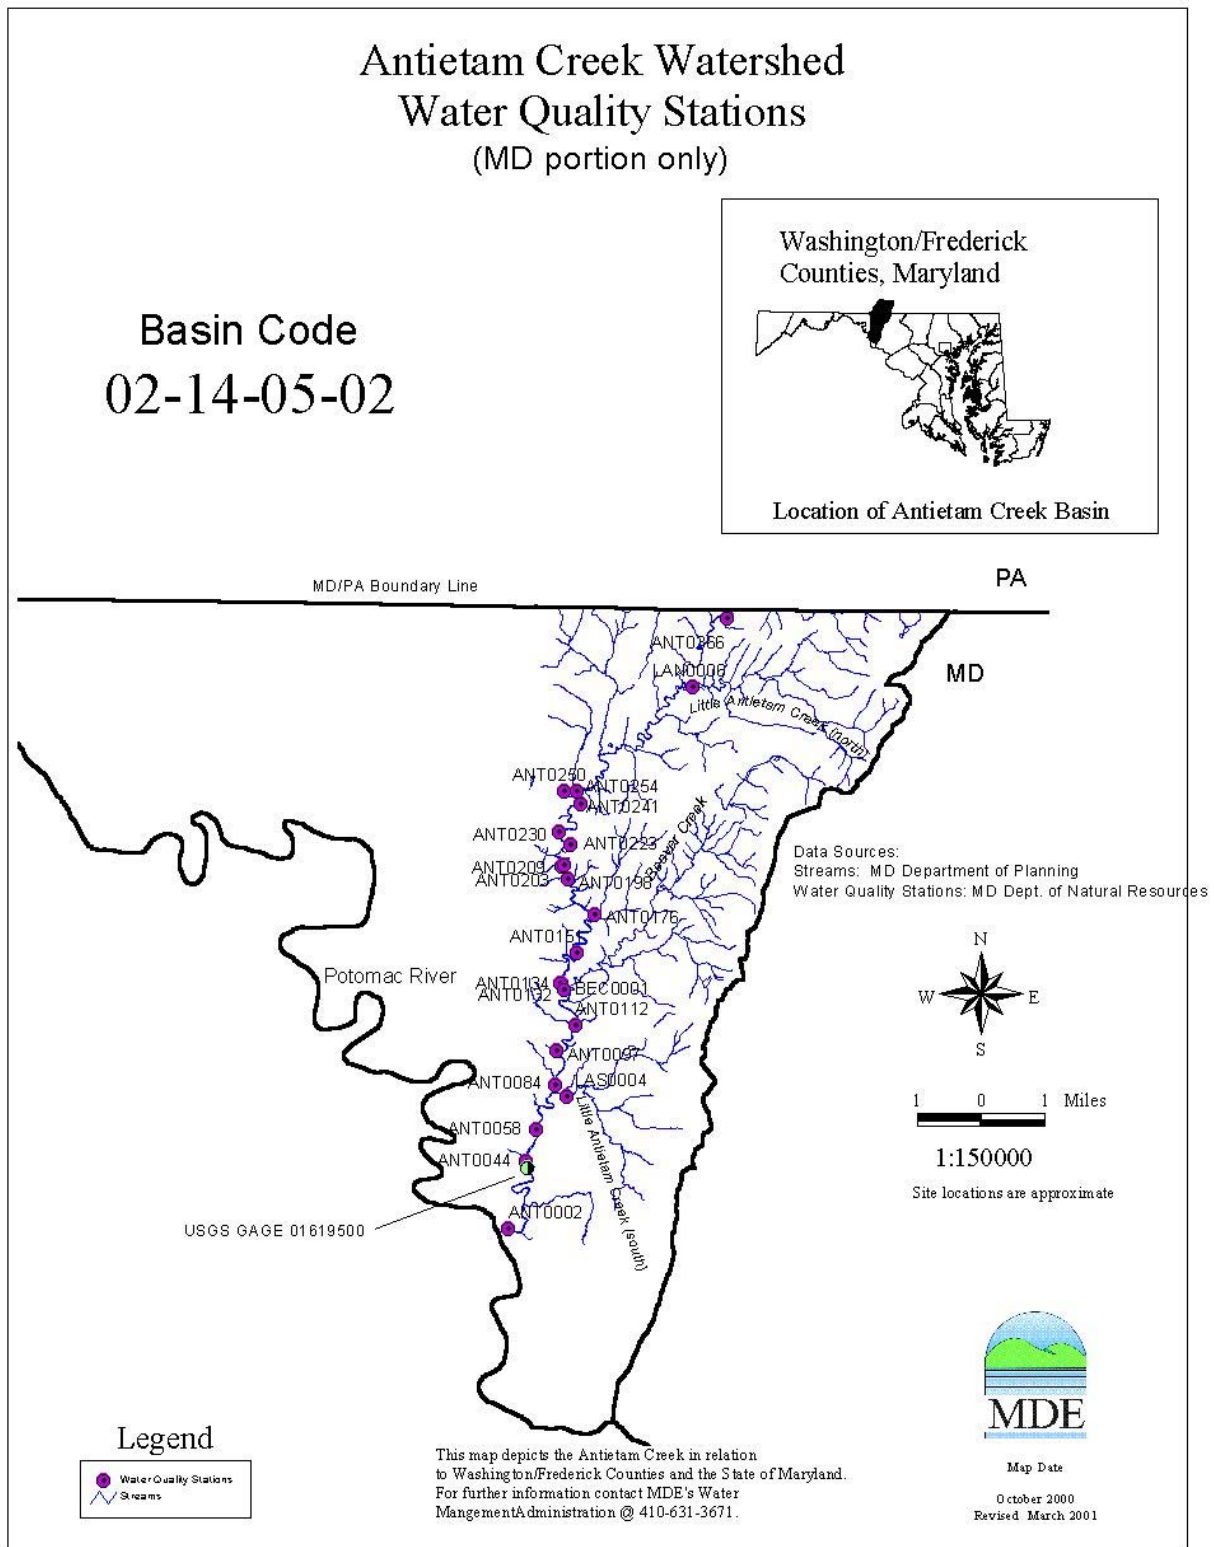 Antietam Creek Watershed
Water Quality Stations
(MD portion only)
Washington/Frederick
Counties, Maryland
Location of Antietam Creek Basin
Basin Code
02-14-05-02
MD/PA Boundary Line
PA
MD
ANT0366
LAN0006
Little Antietam Creek (north)
ANT0250
ANT0254
ANT0241
ANT0230
ANT0223
Beaver Creek
ANT0209
ANT0203
ANT0198
ANT0176
ANT0151
ANT0134
ANT0132
BEC0001
ANT0112
ANT0097
ANT0084
LAS0004
ANT0058
Little Antietam Creek (south)
ANT0044
ANT0002
USGS GAGE 01619500
Potomac River
Data Sources:
Streams: MD Department of Planning
Water Quality Stations: MD Dept. of Natural Resources
N
W
E
S
1 0 1 Miles
1:150000
Site locations are approximate
MDE
Map Date
October 2000
Revised March 2001
Legend
Water Quality Stations
Streams
This map depicts the Antietam Creek in relation
to Washington/Frederick Counties and the State of Maryland.
For further information contact MDE's Water
MangementAdministration @ 410-631-3671.